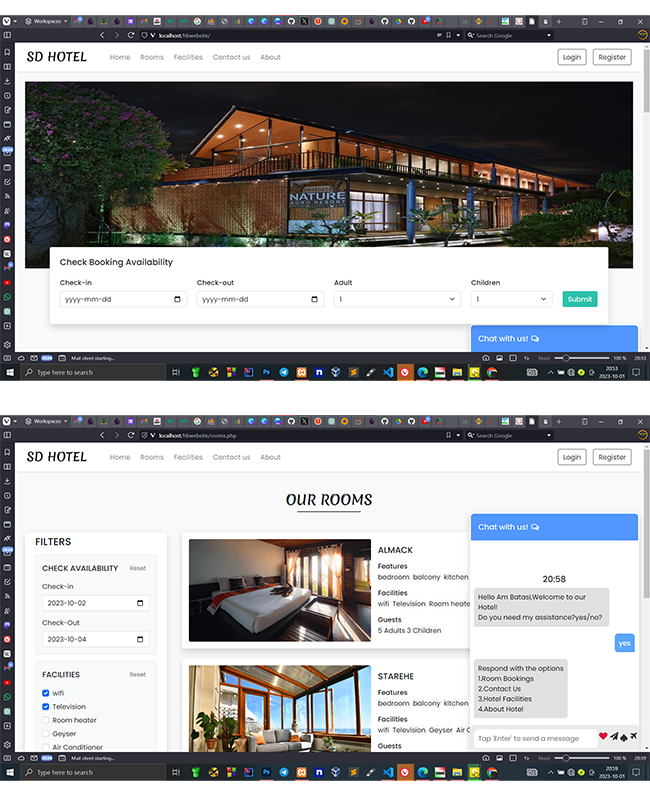 Workspaces
localhost/hbwebsite/
Search Google
SD HOTEL
Home Rooms Facilities Contact us About
Login Register
NATURE
AGRO RESORT
Check Booking Availability
Check-in Check-out Adult Children
yyyy-mm-dd yyyy-mm-dd 1 1 Submit
Chat with us!
Mail client starting... Reset 100 % 20:53
Type here to search
20:53
2023-10-01
Workspaces
localhost/hbwebsite/rooms.php
Search Google
SD HOTEL
Home Rooms Facilities Contact us About
Login Register
OUR ROOMS
FILTERS
CHECK AVAILABILITY Reset
Check-in
2023-10-02
Check-Out
2023-10-04
FACILITIES Reset
wifi
Television
Room heater
Geyser
Air Conditioner
ALMACK
Features
bedroom balcony kitchen
Facilities
wifi Television Room heate
Guests
5 Adults 3 Children
STAREHE
Features
bedroom balcony kitchen
Facilities
wifi Television Geyser Air C
Guests
Chat with us!
20:58
Hello Am Batasi,Welcome to our
Hotel!
Do you need my assistance?yes/no?
yes
Respond with the options
1.Room Bookings
2.Contact Us
3.Hotel Facilities
4.About Hotel
Tap 'Enter' to send a message
Mail client starting... Reset 100 % 20:59
Type here to search
20:59
2023-10-01